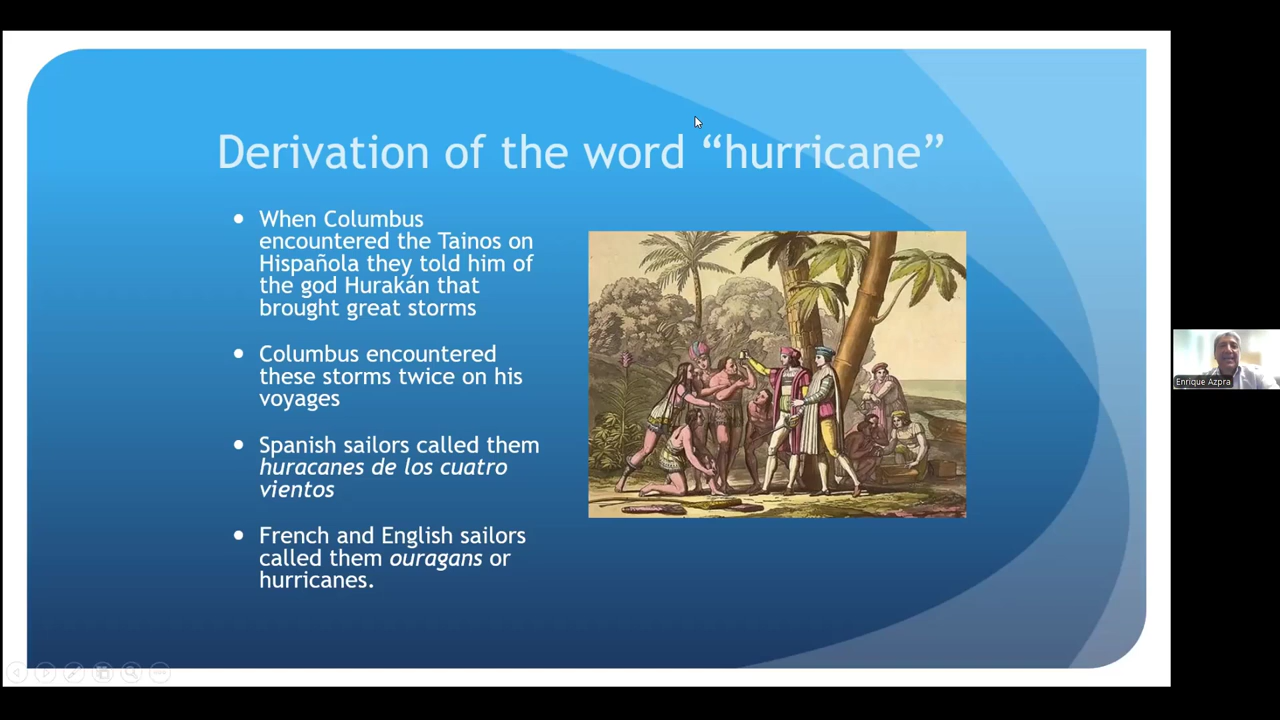 Derivation of the word “hurricane”
• When Columbus
encountered the Tainos on
Hispañola they told him of
the god Hurakán that
brought great storms
• Columbus encountered
these storms twice on his
voyages
• Spanish sailors called them
huracanes de los cuatro
vientos
• French and English sailors
called them ouragans or
hurricanes.
Enrique Azpra